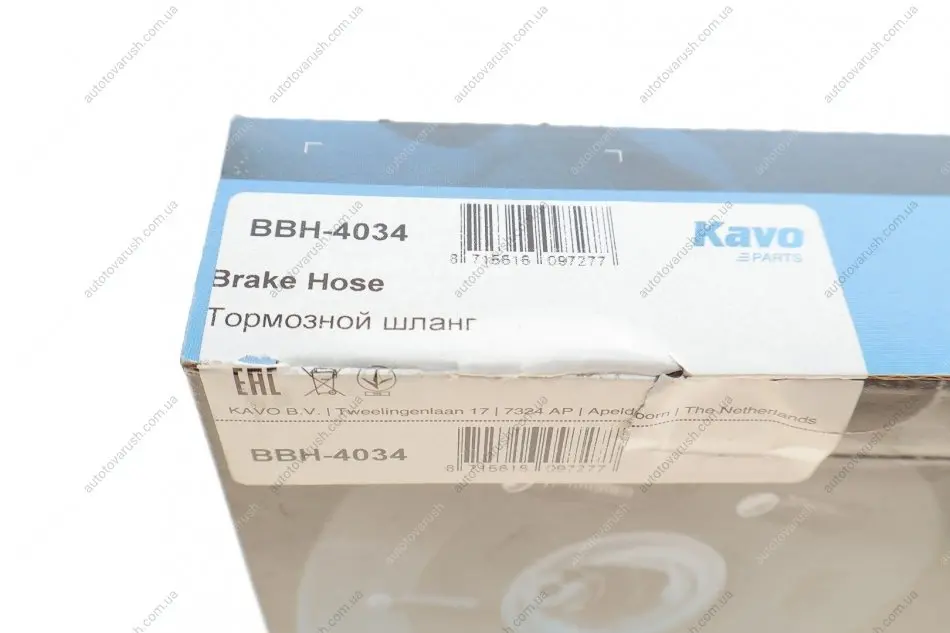 BBH-4034
8 715616 097277
Kavo
PARTS
Brake Hose
Тормозной шланг
EAC
KAVO B.V. | Tweelingenlaan 17 | 7324 AP | Apeldoorn | The Netherlands
BBH-4034
8 715616 097277
autotovarush.com.ua